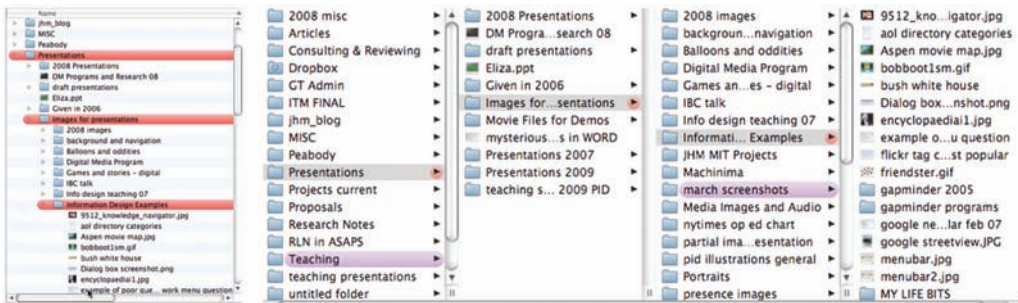 Name
jhm_blog
MISC
Peabody
Presentations
2008 Presentations
DM Programs and Research 08
draft presentations
Eliza.ppt
Given in 2006
Images for presentations
2008 images
background and navigation
Balloons and oddities
Digital Media Program
Games and stories - digital
IBC talk
Info design teaching 07
Information Design Examples
9512_knowledge_navigator.jpg
aol directory categories
Aspen movie map.jpg
bobboot1sm.gif
bush white house
Dialog box screenshot.png
encyclopaediai1.jpg
example of poor que... work menu question
2008 misc
Articles
Consulting & Reviewing
Dropbox
GT Admin
ITM FINAL
jhm_blog
MISC
Peabody
Presentations
Projects current
Proposals
Research Notes
RLN in ASAPS
Teaching
teaching presentations
untitled folder
2008 Presentations
DM Progra...search 08
draft presentations
Eliza.ppt
Given in 2006
Images for...sentations
Movie Files for Demos
mysterious...s in WORD
Presentations 2007
Presentations 2009
teaching s... 2009 PID
2008 images
backgroun...navigation
Balloons and oddities
Digital Media Program
Games an...es - digital
IBC talk
Info design teaching 07
Informati... Examples
JHM MIT Projects
Machinima
march screenshots
Media Images and Audio
nytimes op ed chart
partial ima...esentation
pid illustrations general
Portraits
presence images
9512_kno...igator.jpg
aol directory categories
Aspen movie map.jpg
bobboot1sm.gif
bush white house
Dialog box...nshot.png
encyclopaediai1.jpg
example o...u question
flickr tag c...st popular
friendster.gif
gapminder 2005
gapminder programs
google ne...lar feb 07
google streetview.JPG
menubar.jpg
menubar2.jpg
MY LIFE BITS